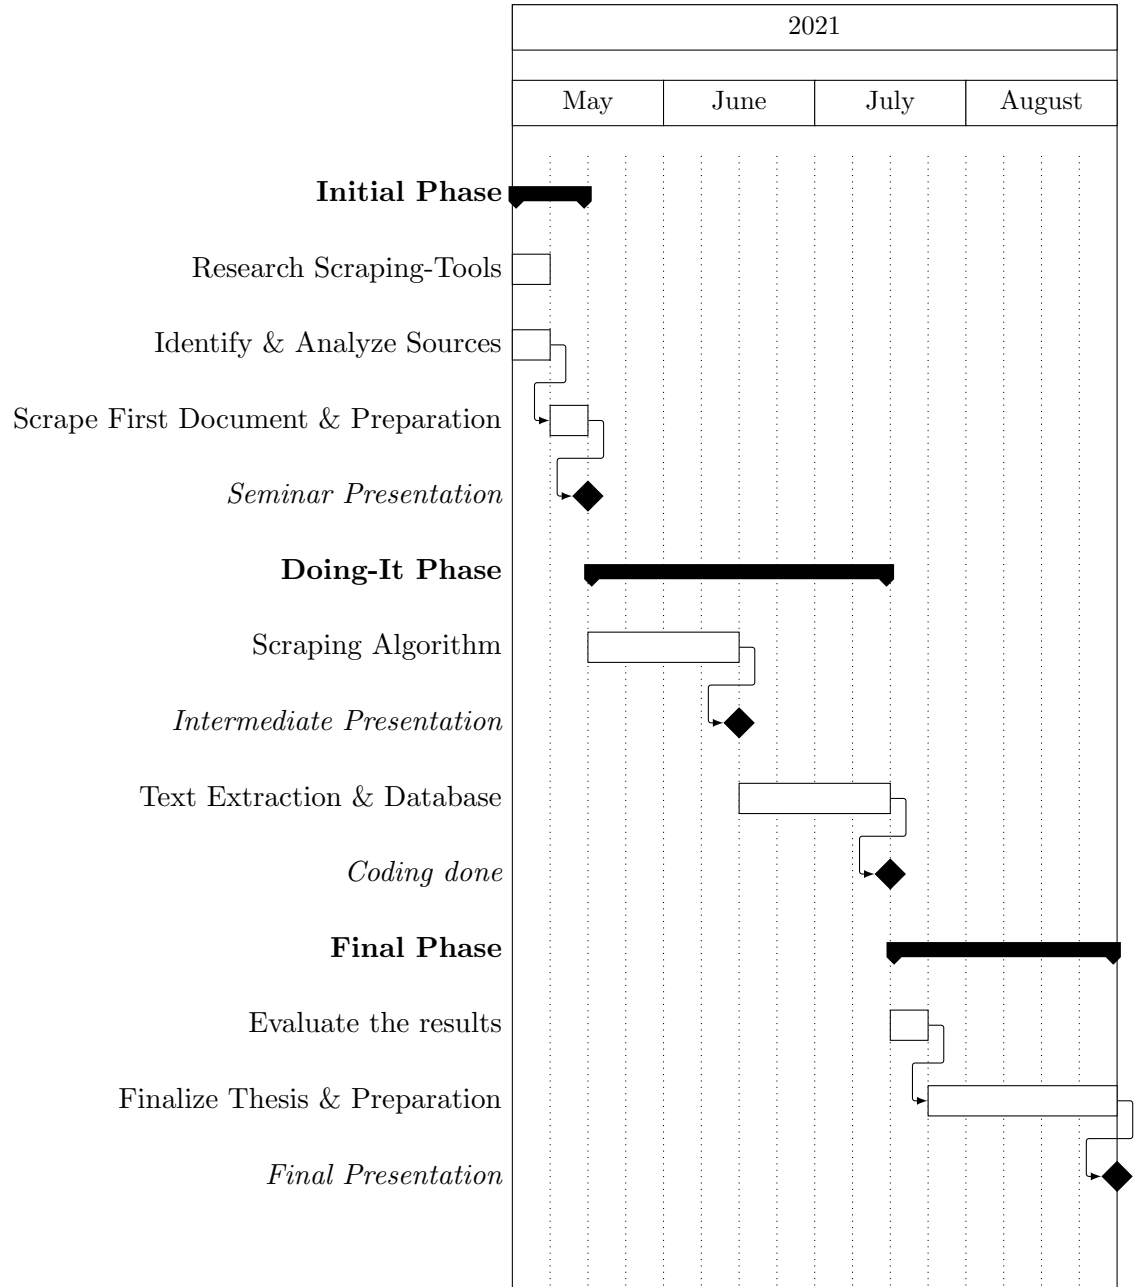 2021
May June July August
Initial Phase
Research Scraping-Tools
Identify & Analyze Sources
Scrape First Document & Preparation
Seminar Presentation
Doing-It Phase
Scraping Algorithm
Intermediate Presentation
Text Extraction & Database
Coding done
Final Phase
Evaluate the results
Finalize Thesis & Preparation
Final Presentation